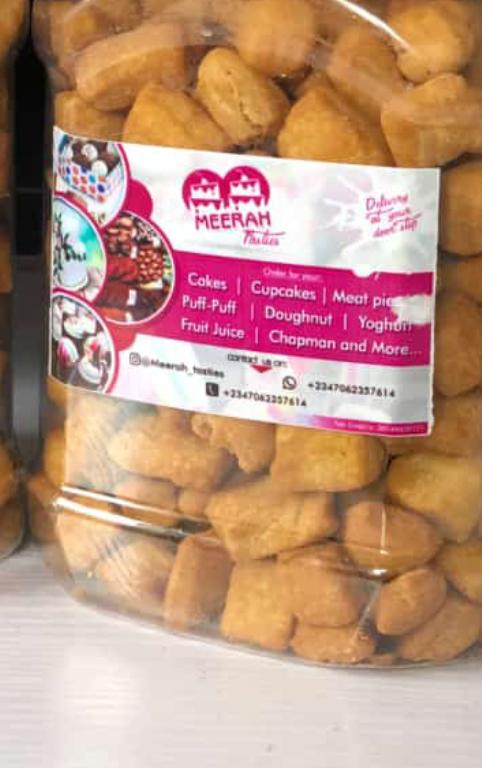 MEERAH
Tasties
Delivery
at your
door step
Order for your:
Cakes | Cupcakes | Meat pie
Puff-Puff | Doughnut | Yoghurt
Fruit Juice | Chapman and More...
contact us on:
@Meerah_tasties
+2347062357614
+2347062357614